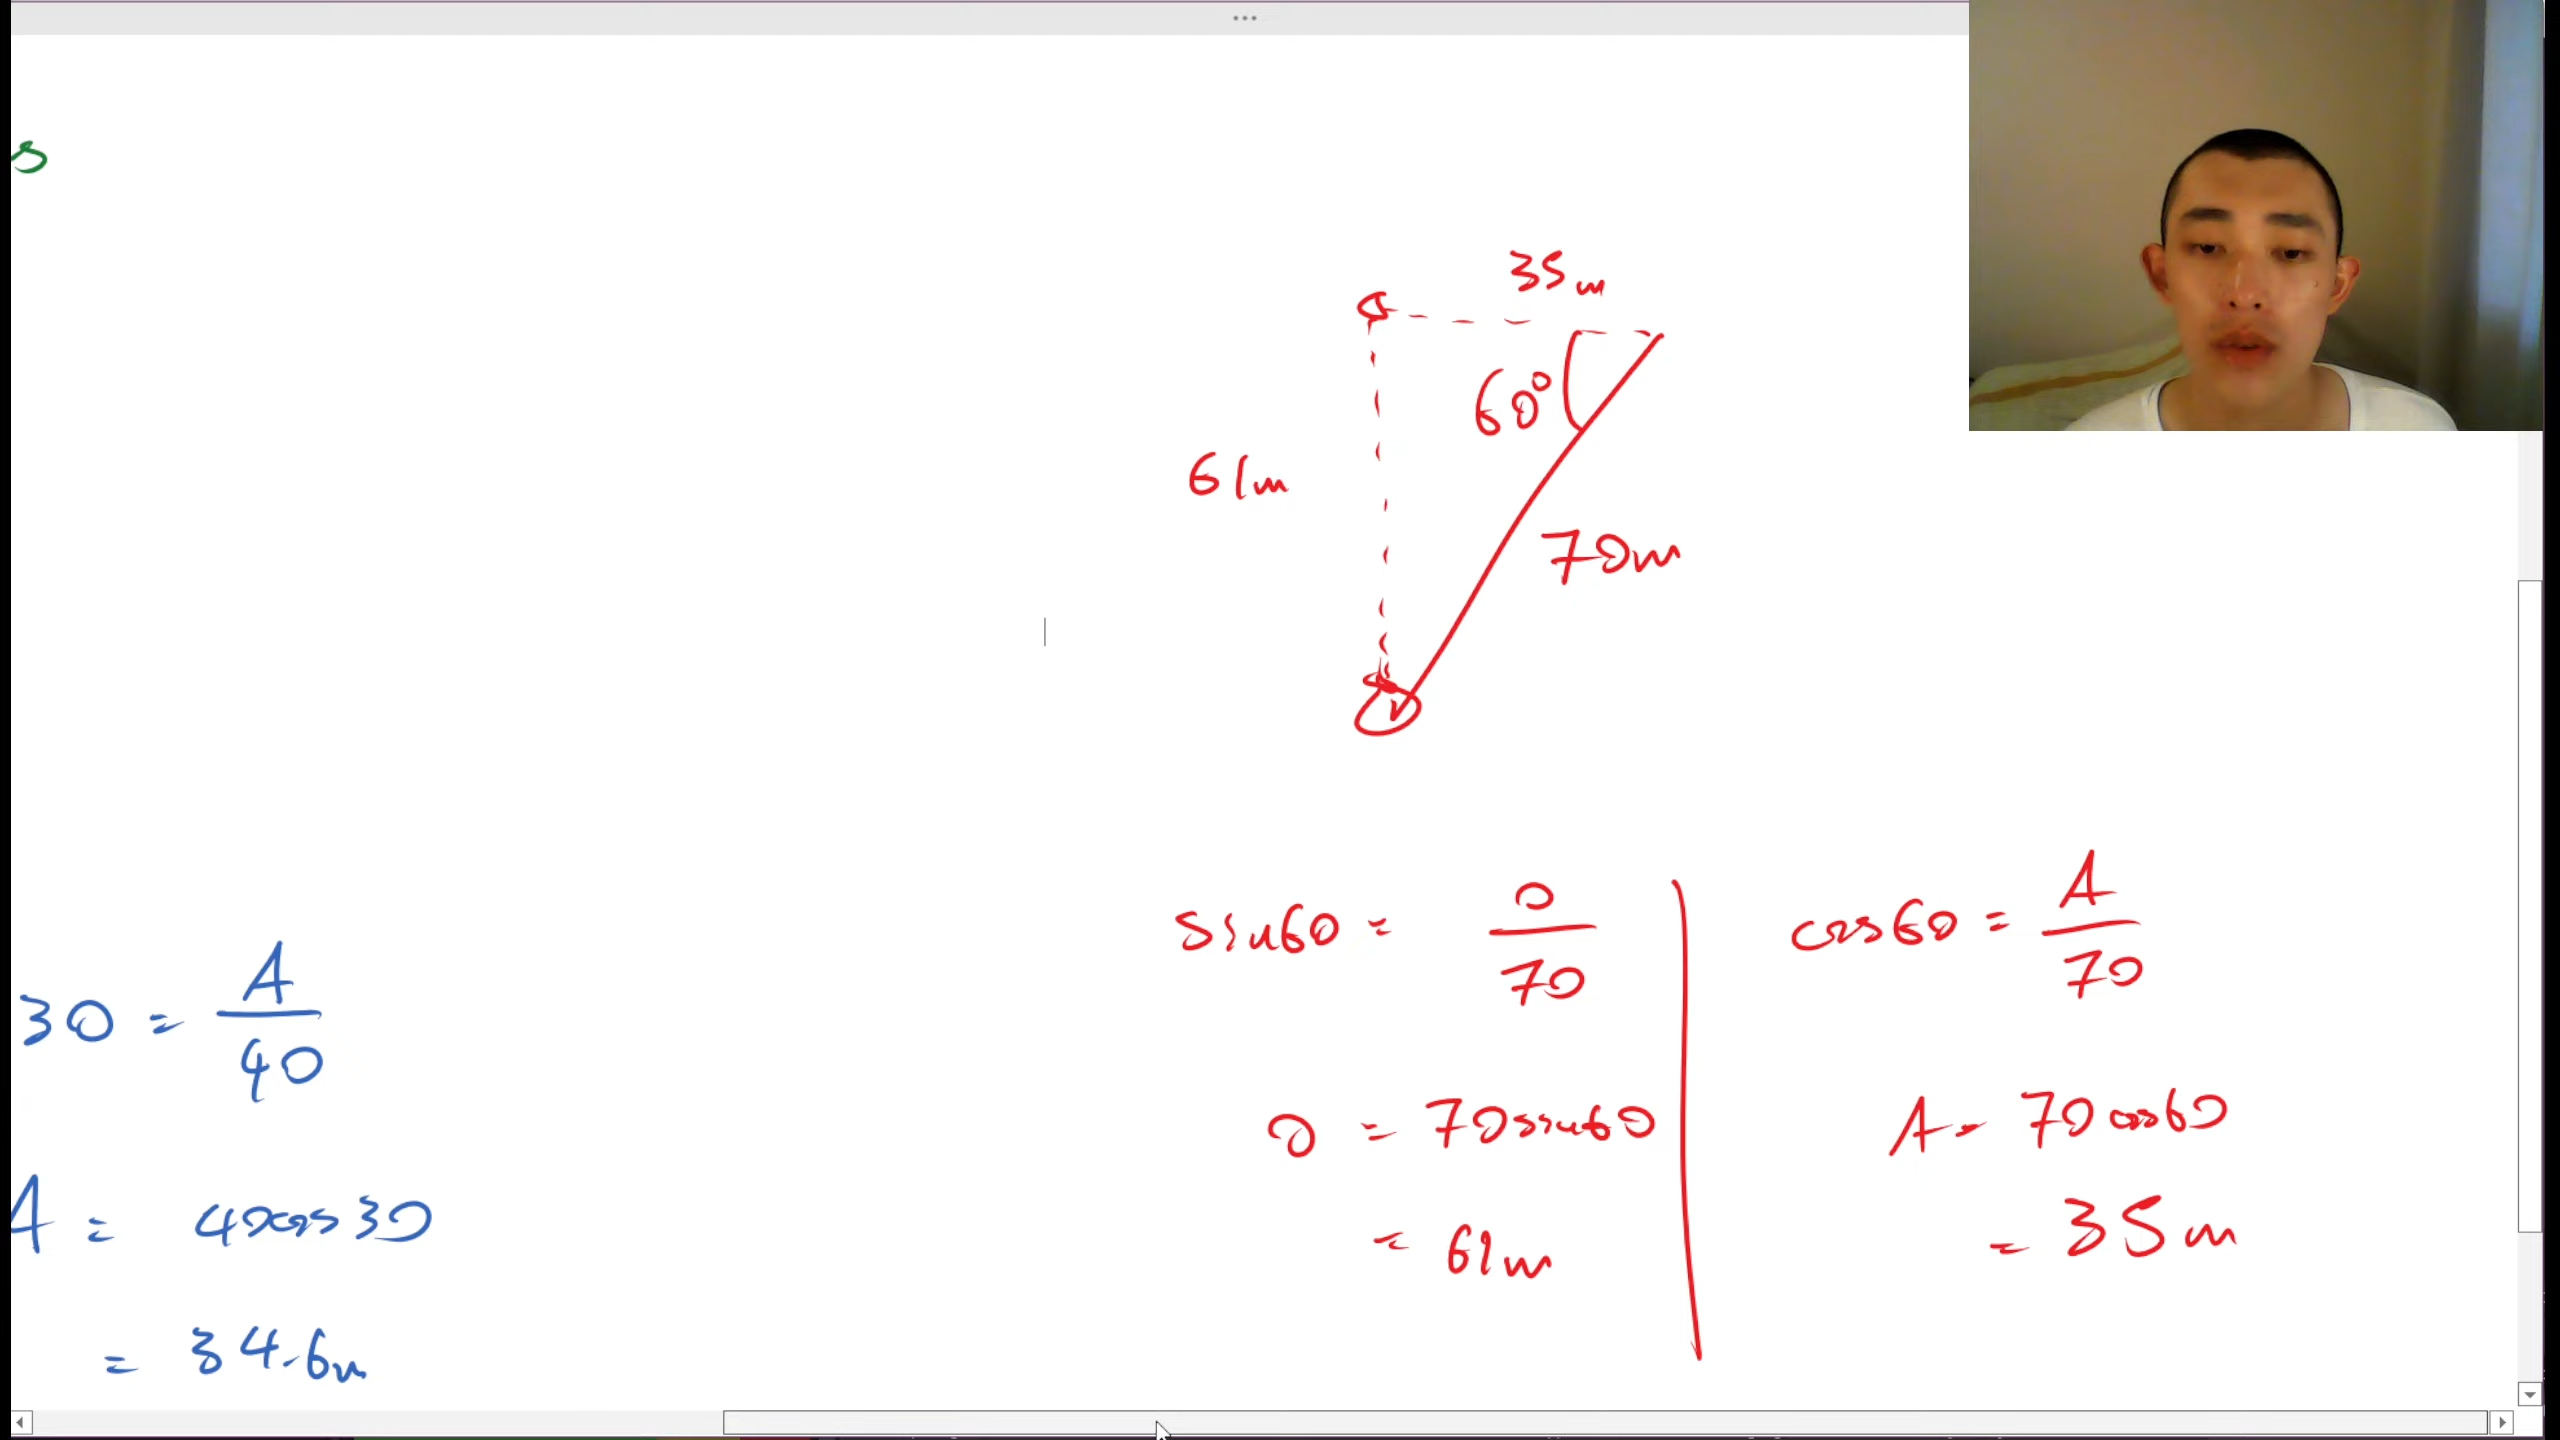 s
35m
60°
61m
70m
30 = A/40
A = 40cos30
= 34.6m
sin60 = O/70
O = 70sin60
= 61m
cos60 = A/70
A = 70cos60
= 35m